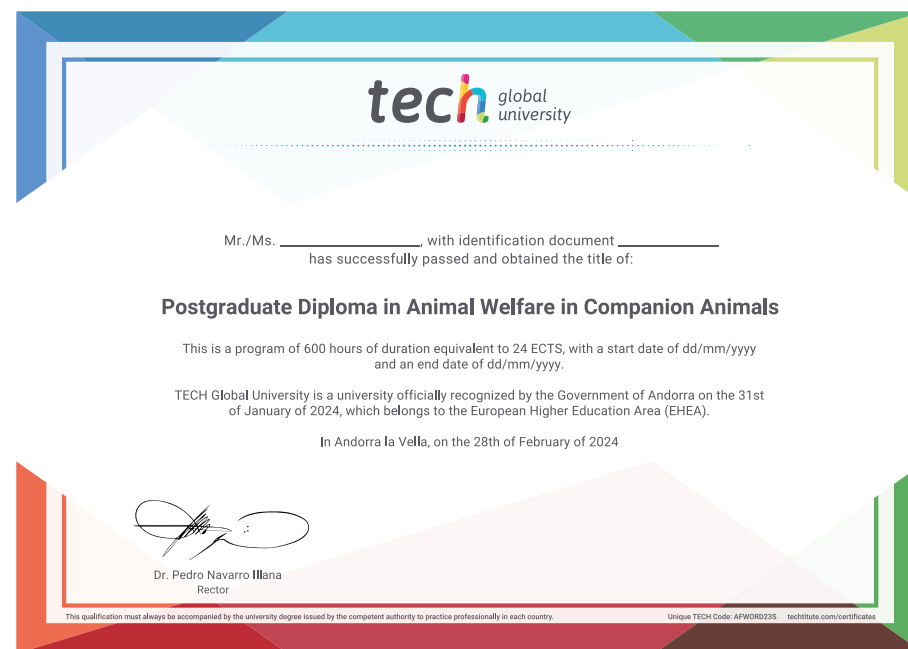 tech global
university
Mr./Ms. ____________________, with identification document ______________
has successfully passed and obtained the title of:
Postgraduate Diploma in Animal Welfare in Companion Animals
This is a program of 600 hours of duration equivalent to 24 ECTS, with a start date of dd/mm/yyyy
and an end date of dd/mm/yyyy.
TECH Global University is a university officially recognized by the Government of Andorra on the 31st
of January of 2024, which belongs to the European Higher Education Area (EHEA).
In Andorra la Vella, on the 28th of February of 2024
Dr. Pedro Navarro Illana
Rector
This qualification must always be accompanied by the university degree issued by the competent authority to practice professionally in each country.
Unique TECH Code: AFWORD23S techtitute.com/certificates